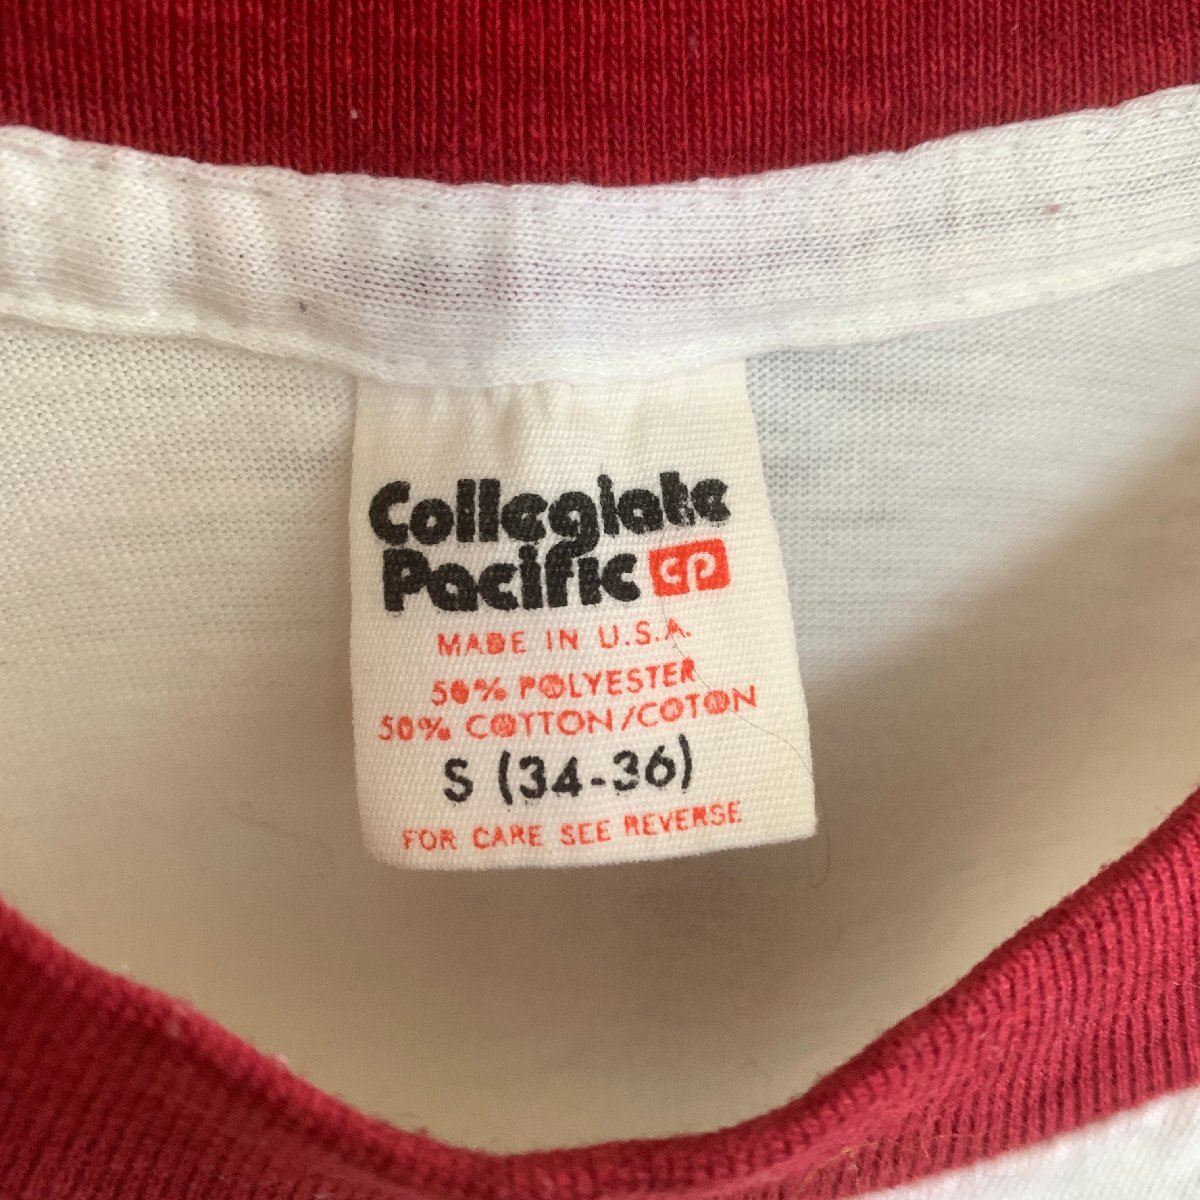 Collegiate
Pacific CP
MADE IN U.S.A.
50% POLYESTER
50% COTTON/COTON
S (34-36)
FOR CARE SEE REVERSE